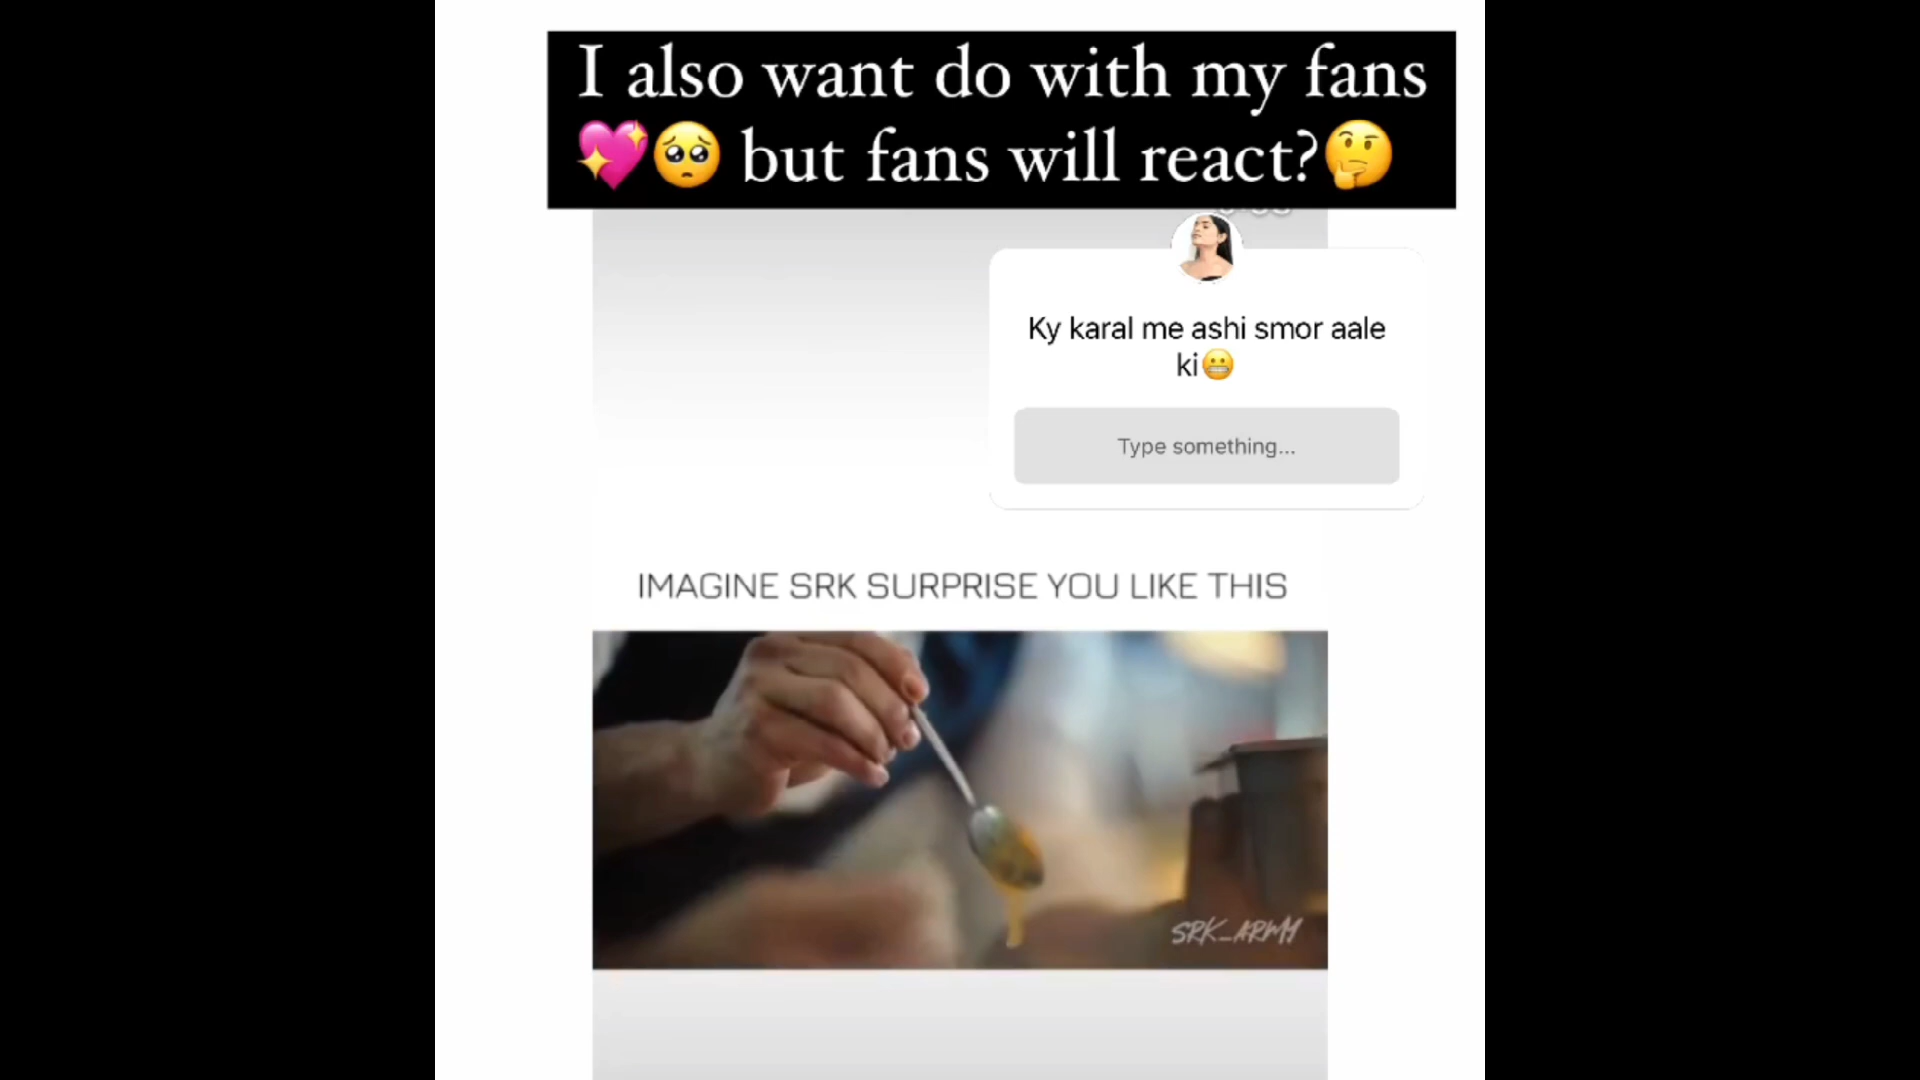 I also want do with my fans
💖🥺 but fans will react?🤔
Ky karal me ashi smor aale
ki😬
Type something...
IMAGINE SRK SURPRISE YOU LIKE THIS
SRK_ARMY